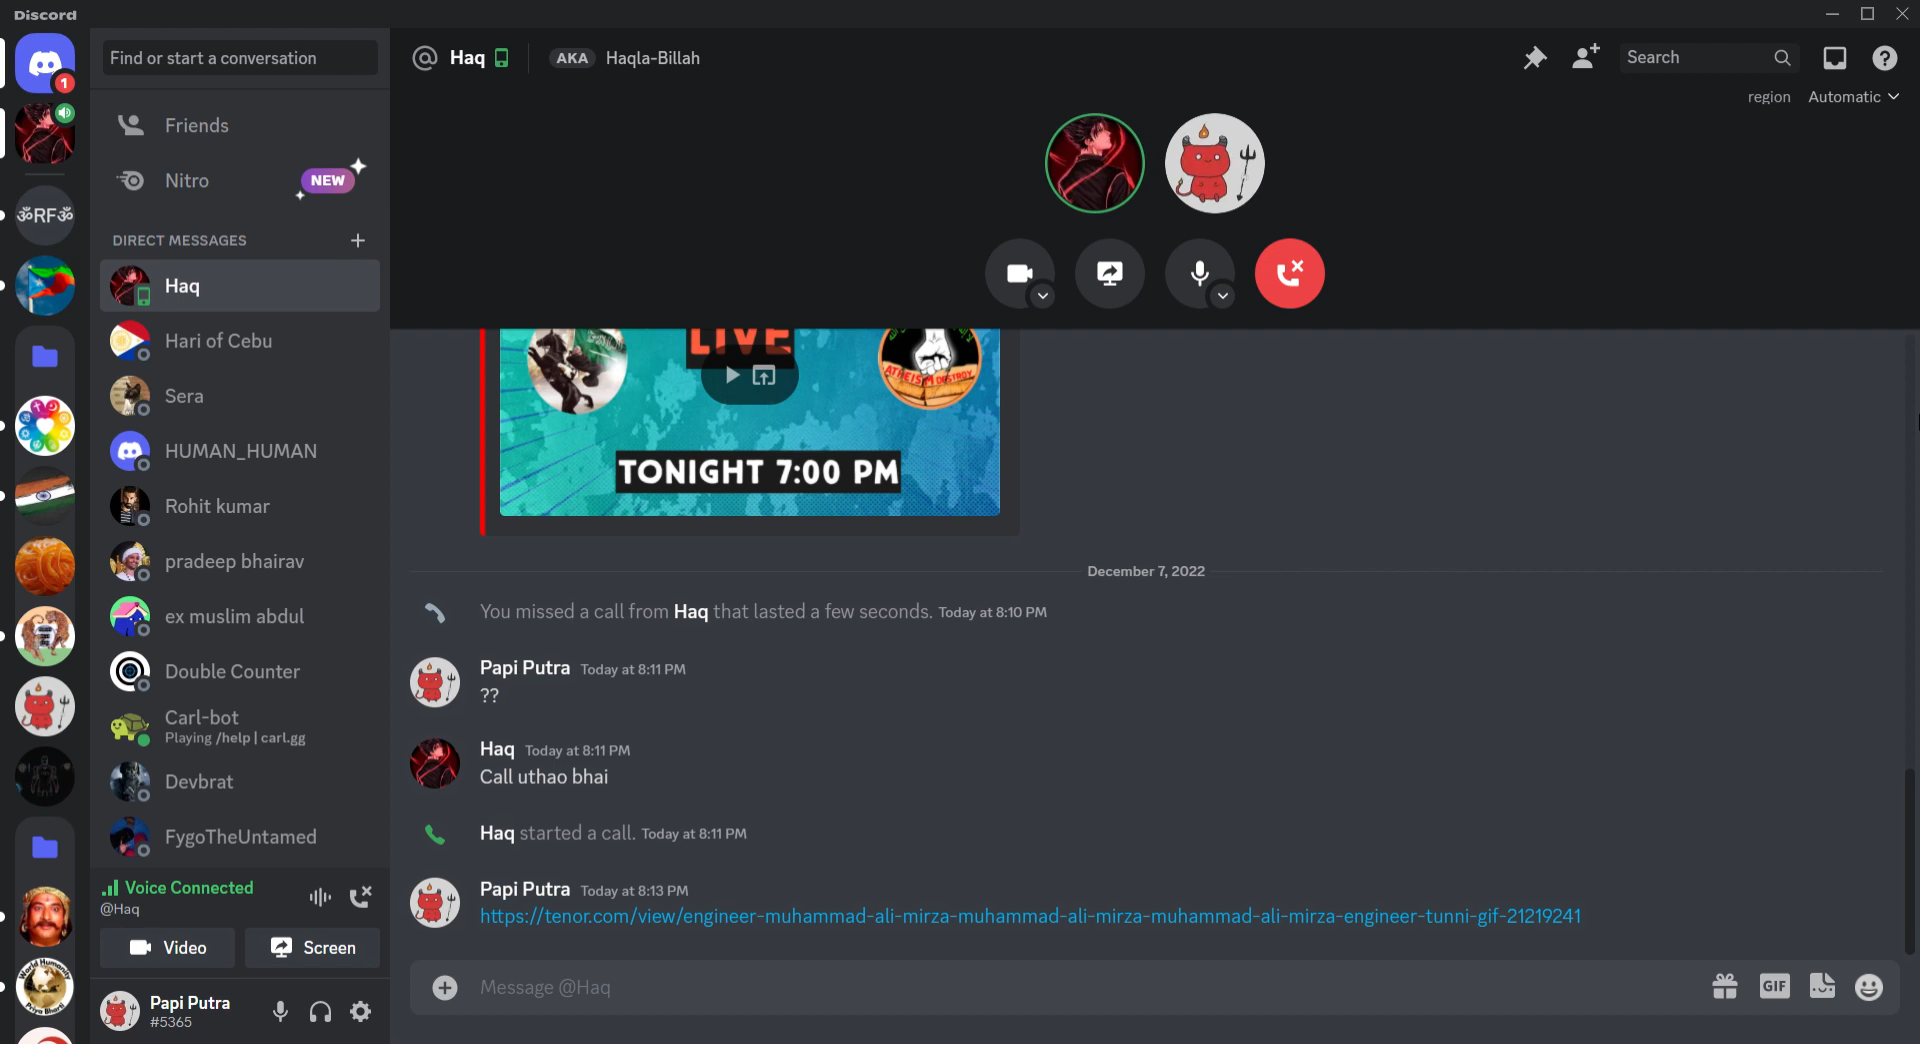 Discord
Find or start a conversation
Haq
AKA Haqla-Billah
Search
region Automatic
1
Friends
Nitro
NEW
ॐRFॐ
DIRECT MESSAGES
Haq
Hari of Cebu
Sera
HUMAN_HUMAN
Rohit kumar
pradeep bhairav
ex muslim abdul
Double Counter
Carl-bot
Playing /help | carl.gg
Devbrat
FygoTheUntamed
Voice Connected
@Haq
Video Screen
Papi Putra
#5365
LIVE
ATHEISM DESTROY
TONIGHT 7:00 PM
December 7, 2022
You missed a call from Haq that lasted a few seconds. Today at 8:10 PM
Papi Putra Today at 8:11 PM
??
Haq Today at 8:11 PM
Call uthao bhai
Haq started a call. Today at 8:11 PM
Papi Putra Today at 8:13 PM
https://tenor.com/view/engineer-muhammad-ali-mirza-muhammad-ali-mirza-muhammad-ali-mirza-engineer-tunni-gif-21219241
Message @Haq
GIF
World Humanity